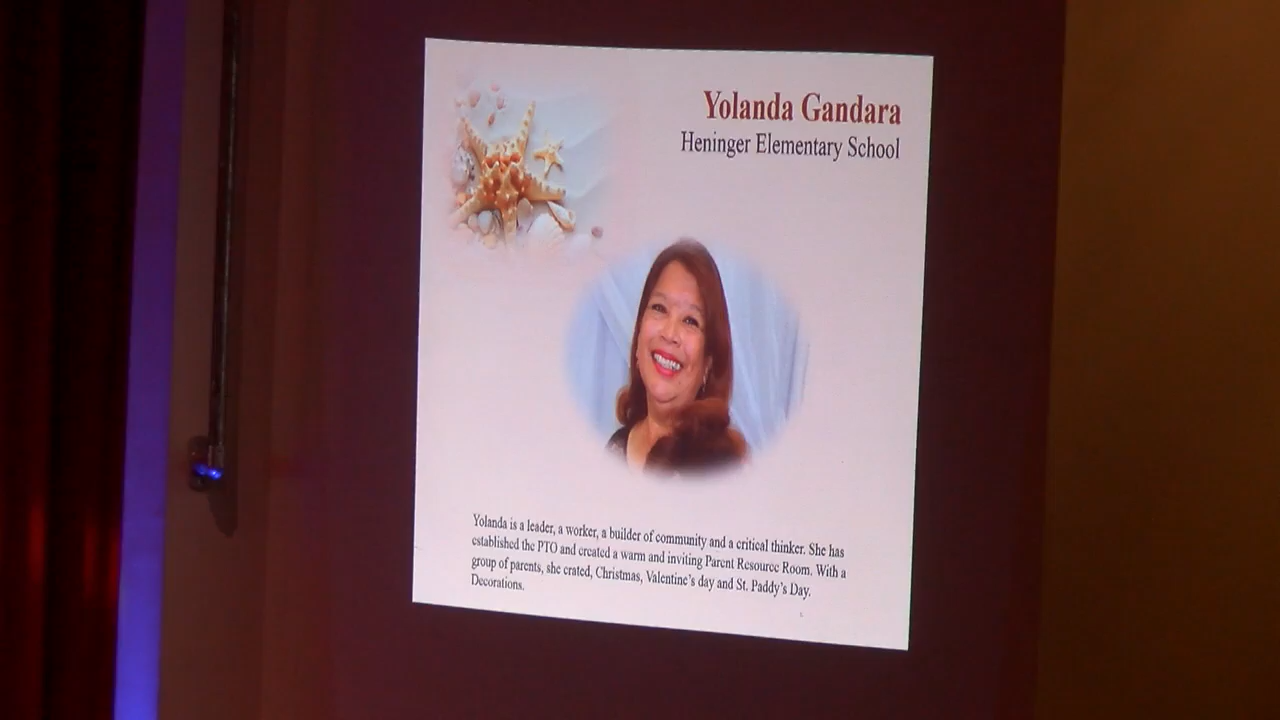 Yolanda Gandara
Heninger Elementary School
Yolanda is a leader, a worker, a builder of community and a critical thinker. She has
established the PTO and created a warm and inviting Parent Resource Room. With a
group of parents, she crated, Christmas, Valentine's day and St. Paddy's Day.
Decorations.